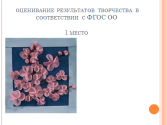 ОЦЕНИВАНИЕ РЕЗУЛЬТАТОВ ТВОРЧЕСТВА В
СООТВЕТСТВИИ С ФГОС ОО
1 МЕСТО